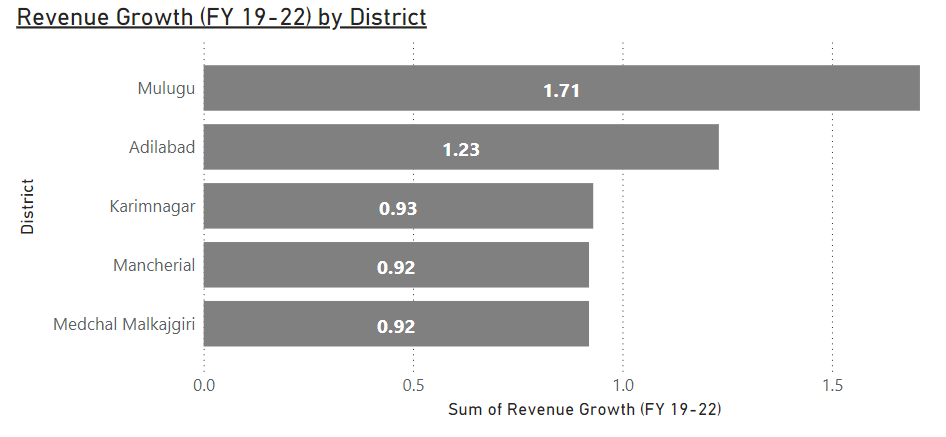 Revenue Growth (FY 19-22) by District
Mulugu
1.71
Adilabad
1.23
Karimnagar
0.93
Mancherial
0.92
Medchal Malkajgiri
0.92
District
0.0 0.5 1.0 1.5
Sum of Revenue Growth (FY 19-22)